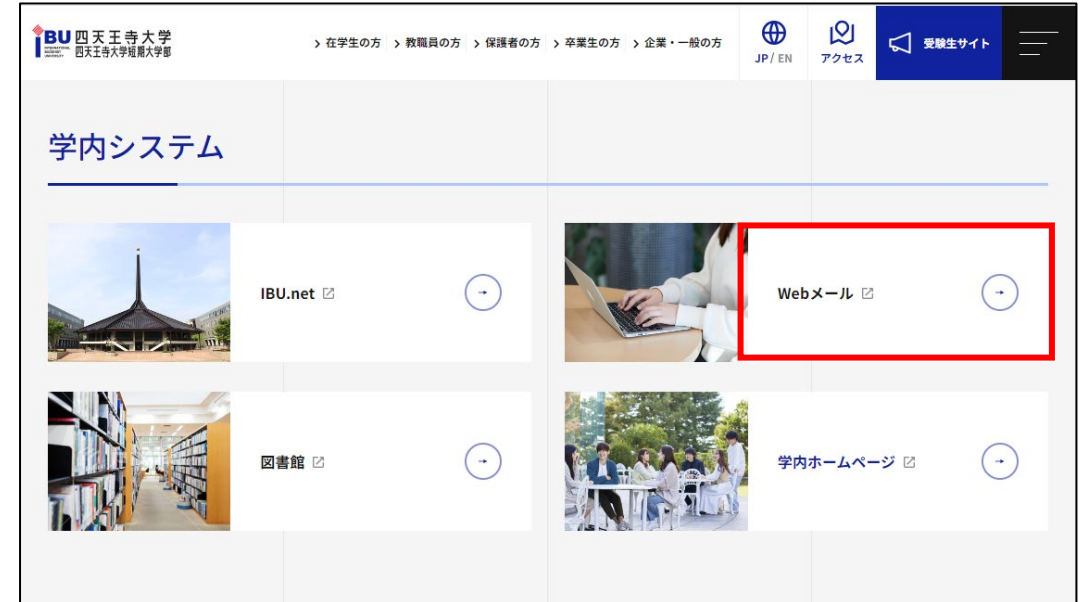 IBU 四天王寺大学
四天王寺大学短期大学部
INTERNATIONAL
BUDDHIST
UNIVERSITY
在学生の方 教職員の方 保護者の方 卒業生の方 企業・一般の方
JP / EN
アクセス
受験生サイト
学内システム
IBU.net
Webメール
図書館
学内ホームページ